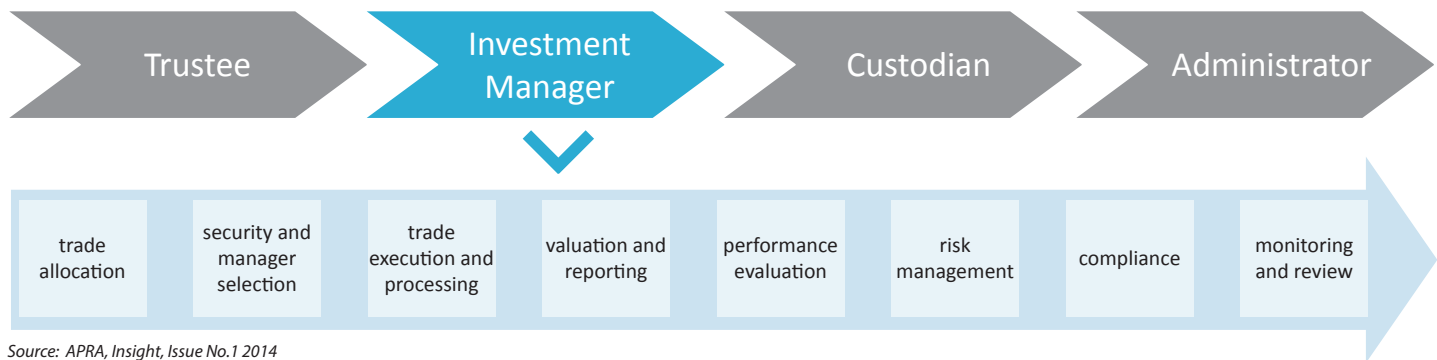 Trustee
Investment
Manager
Custodian
Administrator
trade
allocation
security and
manager
selection
trade
execution and
processing
valuation and
reporting
performance
evaluation
risk
management
compliance
monitoring
and review
Source: APRA, Insight, Issue No.1 2014